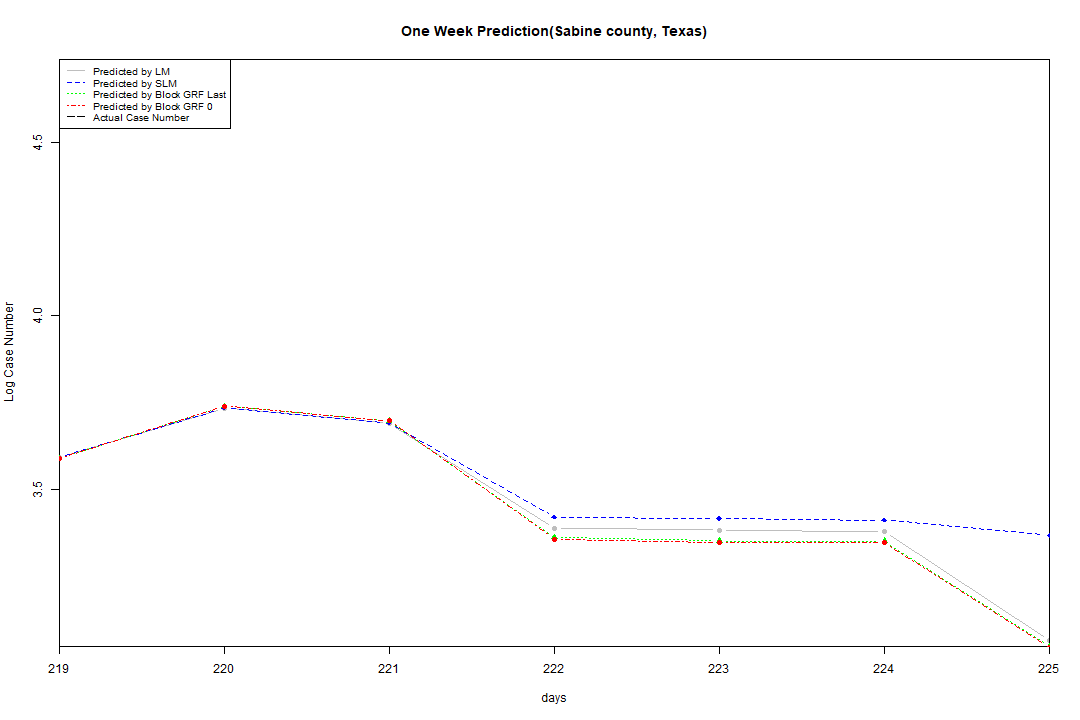 One Week Prediction(Sabine county, Texas)
Predicted by LM
Predicted by SLM
Predicted by Block GRF Last
Predicted by Block GRF 0
Actual Case Number
Log Case Number
4.5
4.0
3.5
219 220 221 222 223 224 225
days